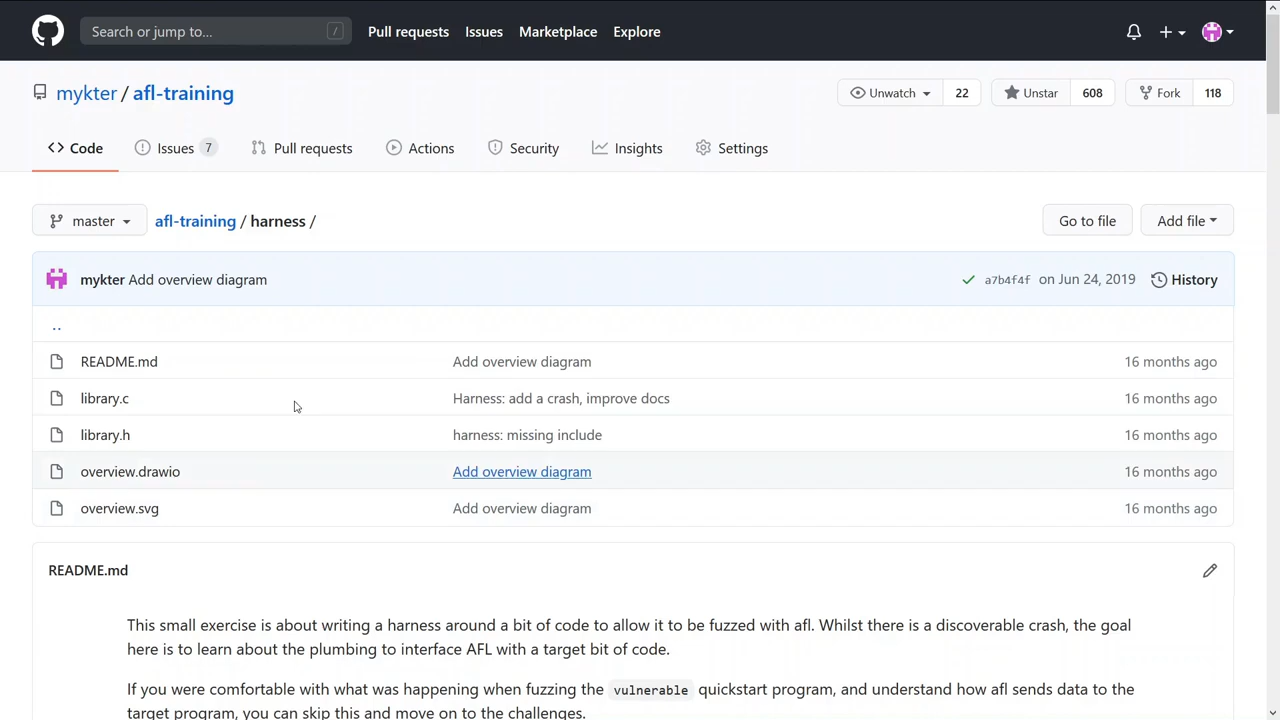 Search or jump to... /
Pull requests Issues Marketplace Explore
mykter / afl-training
Unwatch 22 Unstar 608 Fork 118
Code Issues 7 Pull requests Actions Security Insights Settings
master afl-training / harness / Go to file Add file
mykter Add overview diagram a7b4f4f on Jun 24, 2019 History
..
README.md Add overview diagram 16 months ago
library.c Harness: add a crash, improve docs 16 months ago
library.h harness: missing include 16 months ago
overview.drawio Add overview diagram 16 months ago
overview.svg Add overview diagram 16 months ago
README.md
This small exercise is about writing a harness around a bit of code to allow it to be fuzzed with afl. Whilst there is a discoverable crash, the goal
here is to learn about the plumbing to interface AFL with a target bit of code.
If you were comfortable with what was happening when fuzzing the vulnerable quickstart program, and understand how afl sends data to the
target program, you can skip this and move on to the challenges.